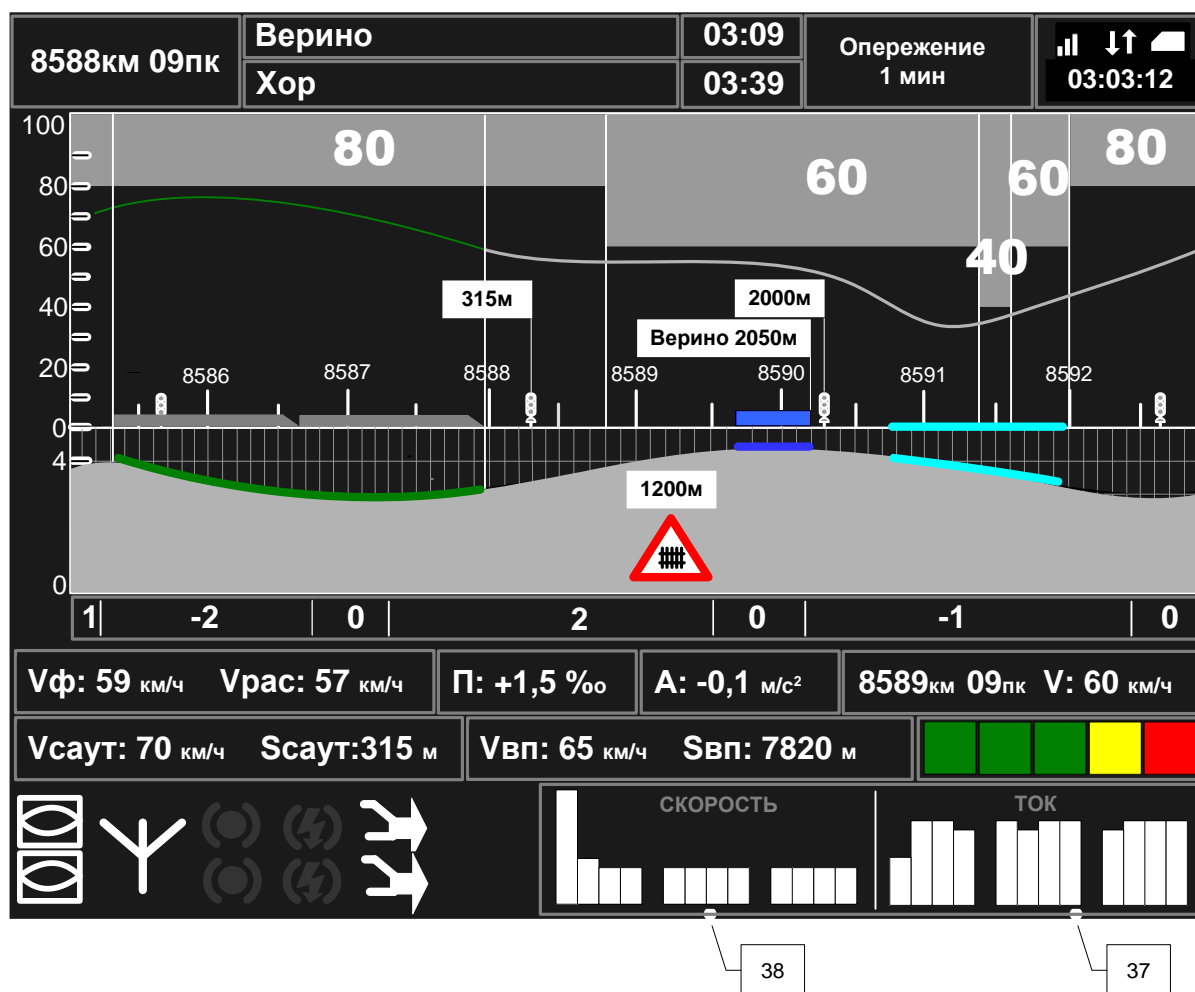 8588км 09пк
Верино
03:09
Хор
03:39
Опережение
1 мин
03:03:12
100
80
60
40
20
0
4
0
80
60
40
60
80
315м
2000м
Верино 2050м
8586
8587
8588
8589
8590
8591
8592
1200м
1 -2 0 2 0 -1 0
Vф: 59 км/ч Vрас: 57 км/ч
П: +1,5 ‰
А: -0,1 м/с²
8589км 09пк V: 60 км/ч
Vсаут: 70 км/ч Sсаут:315 м
Vвп: 65 км/ч Sвп: 7820 м
СКОРОСТЬ
ТОК
38
37